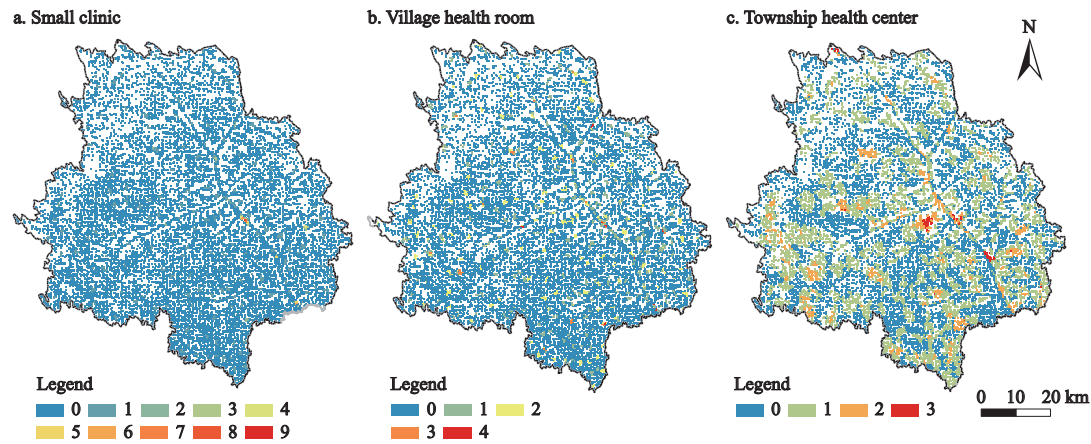 a. Small clinic
b. Village health room
c. Township health center
N
Legend
0 1 2 3 4
5 6 7 8 9
Legend
0 1 2
3 4
Legend
0 1 2 3
0 10 20 km